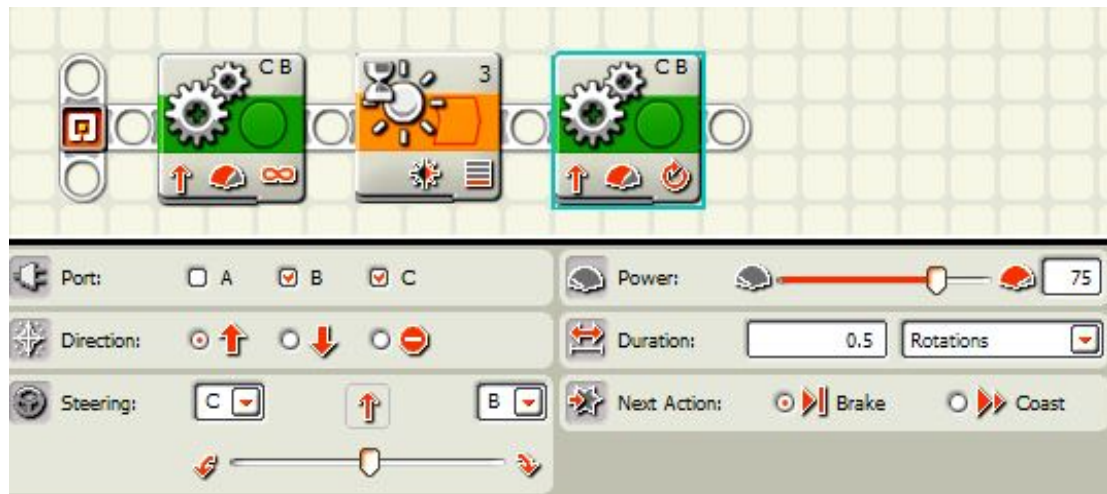 C B
3
C B
Port: A B C
Power: 75
Direction:
Duration: 0.5 Rotations
Steering: C B
Next Action: Brake Coast